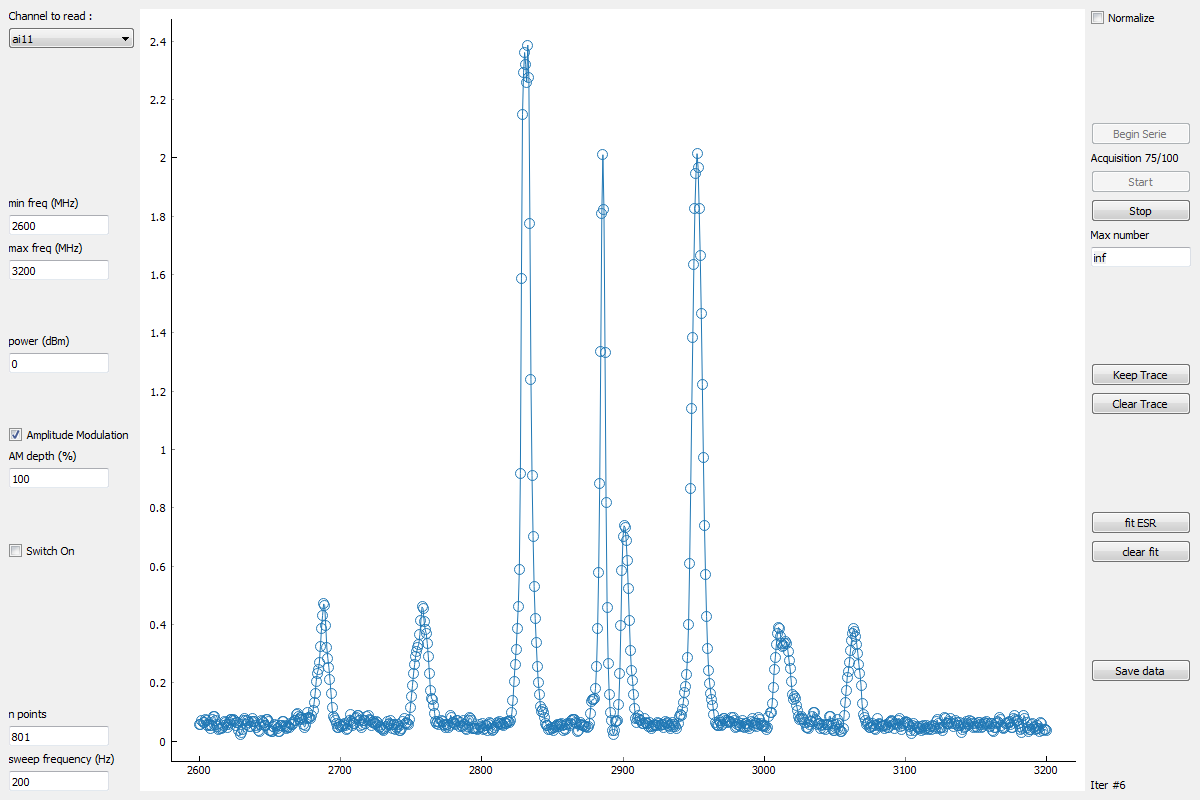 Channel to read :
ai11
min freq (MHz)
2600
max freq (MHz)
3200
power (dBm)
0
Amplitude Modulation
AM depth (%)
100
Switch On
n points
801
sweep frequency (Hz)
200
2.4
2.2
2
1.8
1.6
1.4
1.2
1
0.8
0.6
0.4
0.2
0
2600 2700 2800 2900 3000 3100 3200
Normalize
Begin Serie
Acquisition 75/100
Start
Stop
Max number
inf
Keep Trace
Clear Trace
fit ESR
clear fit
Save data
Iter #6